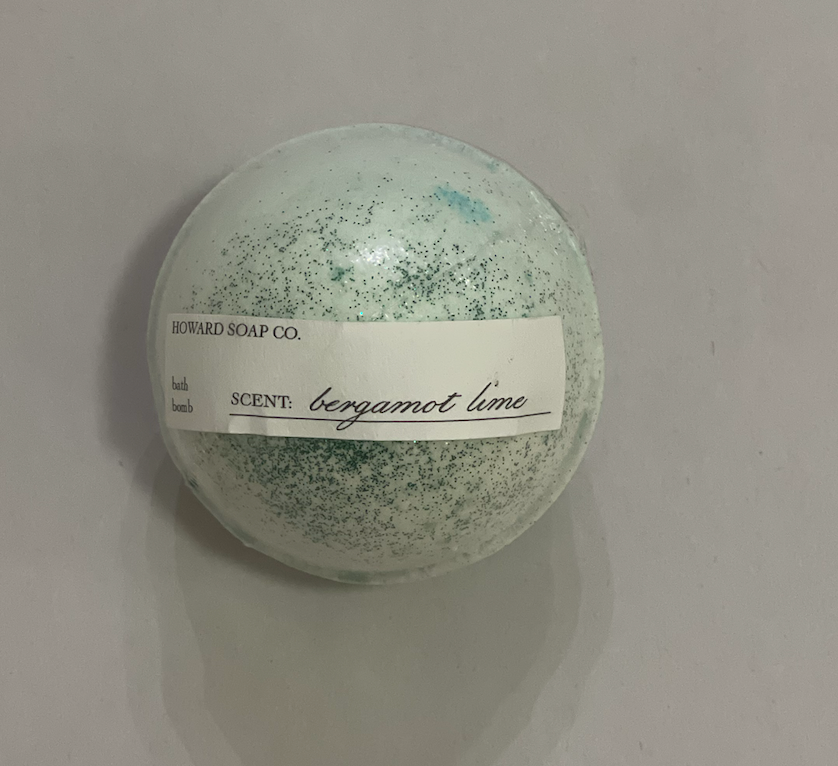 HOWARD SOAP CO.
bath
bomb
SCENT: bergamot lime